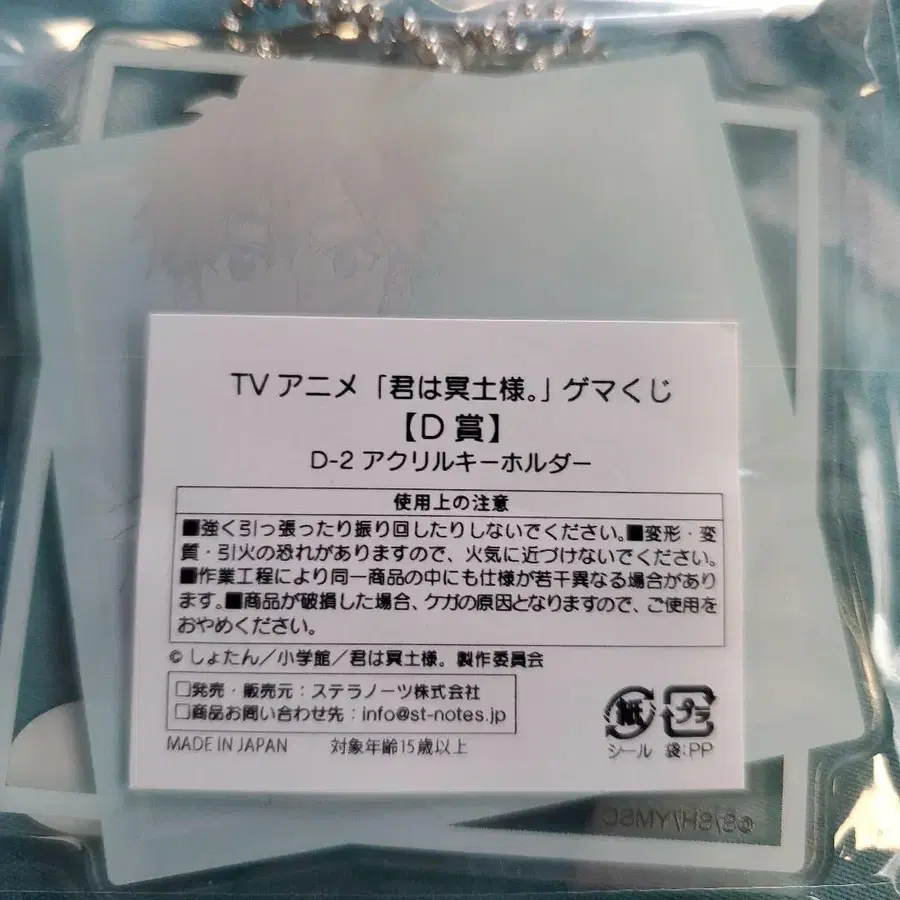 TV アニメ「君は冥土様。」ゲマくじ
【D 賞】
D-2 アクリルキーホルダー
使用上の注意
■強く引っ張ったり振り回したりしないでください。■変形・変
質・引火の恐れがありますので、火気に近づけないでください。
■作業工程により同一商品の中にも仕様が若干異なる場合があり
ます。■商品が破損した場合、ケガの原因となりますので、ご使用を
おやめください。
© しょたん/小学館/君は冥土様。製作委員会
□発売・販売元:ステラノーツ株式会社
□商品お問い合わせ先:info@st-notes.jp
MADE IN JAPAN 対象年齢15歳以上
紙 プラ
シール 袋:PP
©S/SH/YMSC